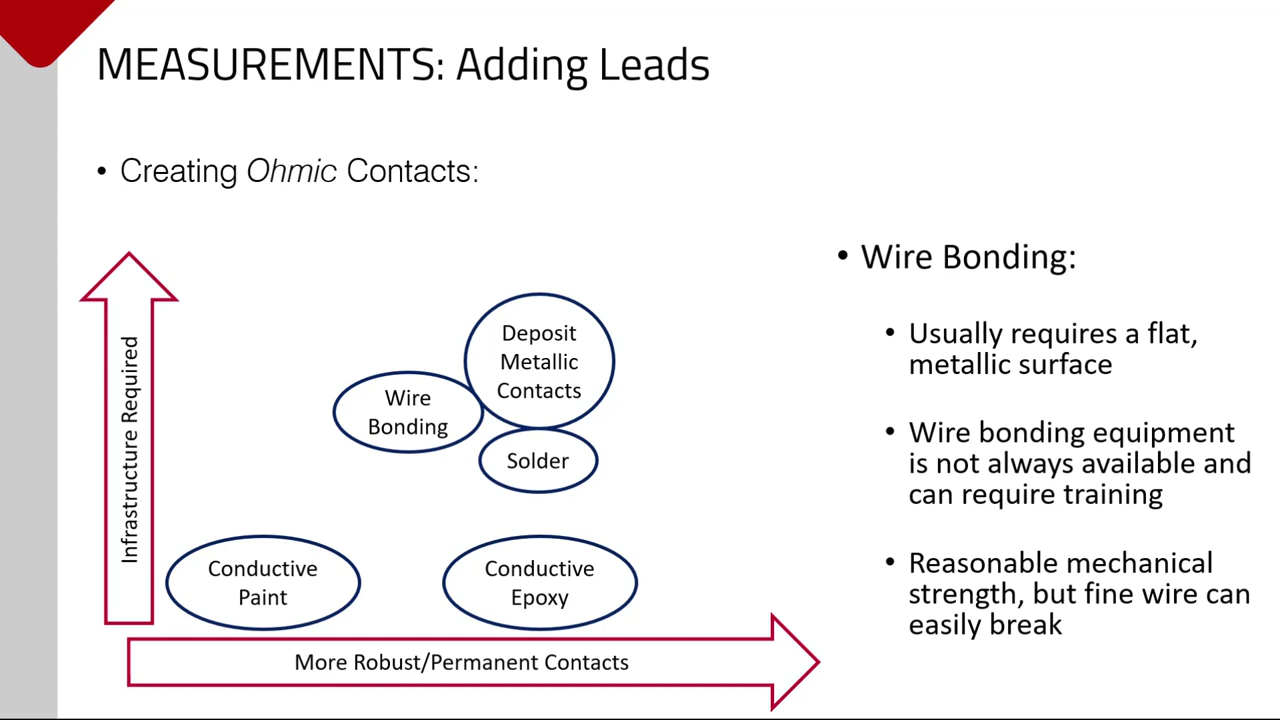 MEASUREMENTS: Adding Leads
• Creating Ohmic Contacts:
Infrastructure Required
Deposit
Metallic
Contacts
Wire
Bonding
Solder
Conductive
Paint
Conductive
Epoxy
More Robust/Permanent Contacts
• Wire Bonding:
• Usually requires a flat,
metallic surface
• Wire bonding equipment
is not always available and
can require training
• Reasonable mechanical
strength, but fine wire can
easily break